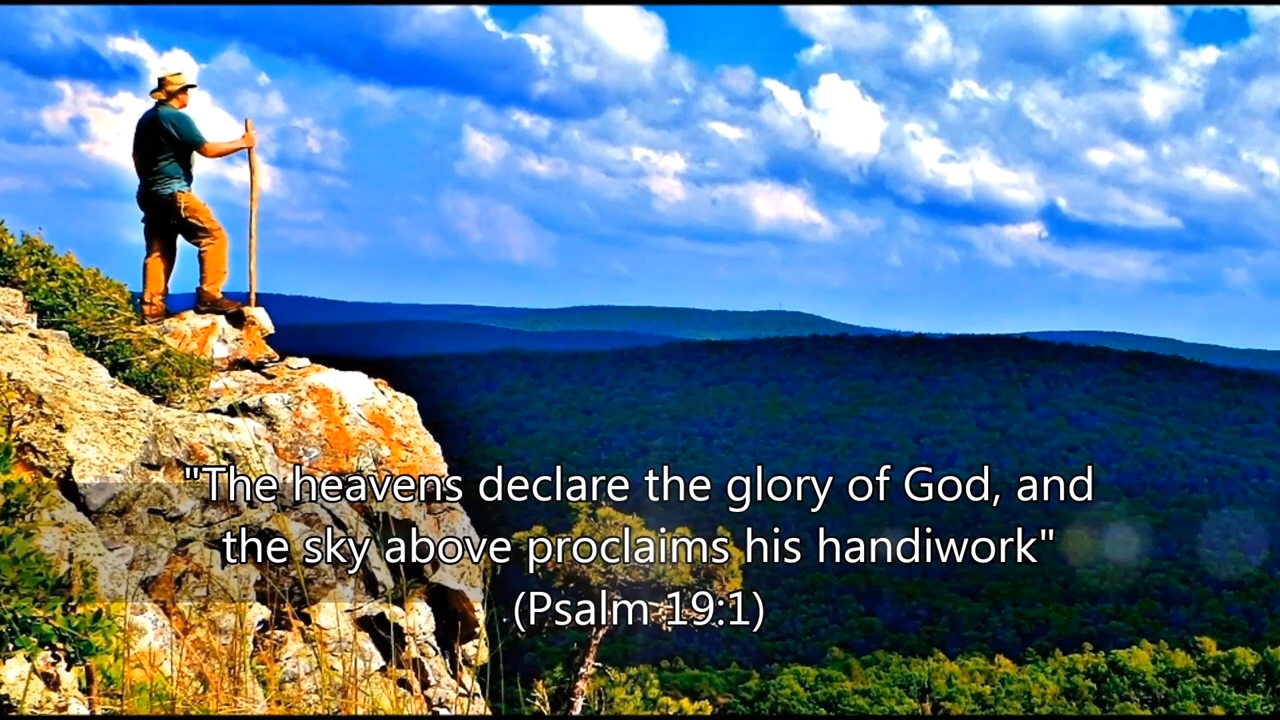 "The heavens declare the glory of God, and
the sky above proclaims his handiwork"
(Psalm 19:1)